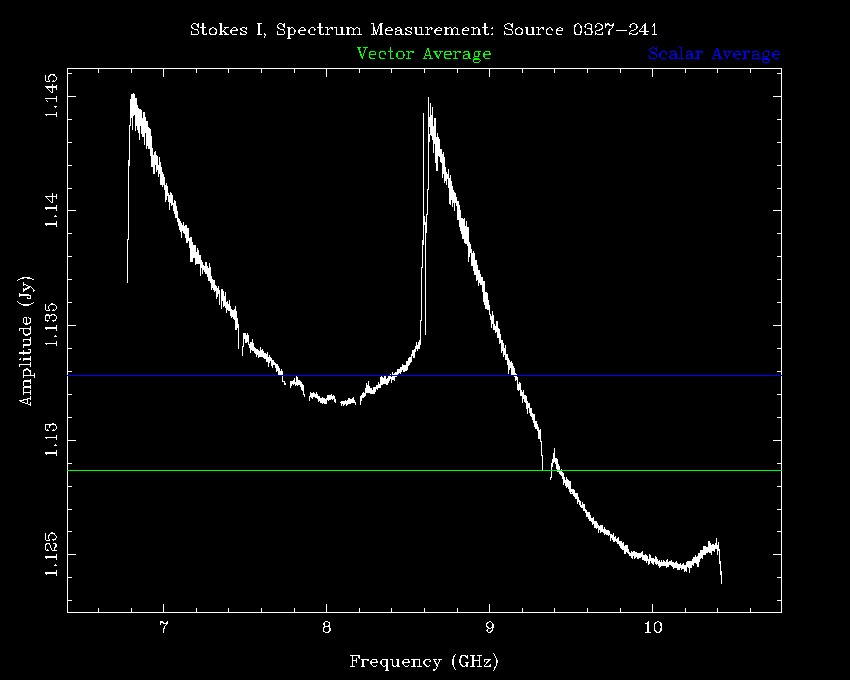 Stokes I, Spectrum Measurement: Source 0327−241
Vector Average Scalar Average
1.145
1.14
1.135
1.13
1.125
Amplitude (Jy)
7 8 9 10
Frequency (GHz)